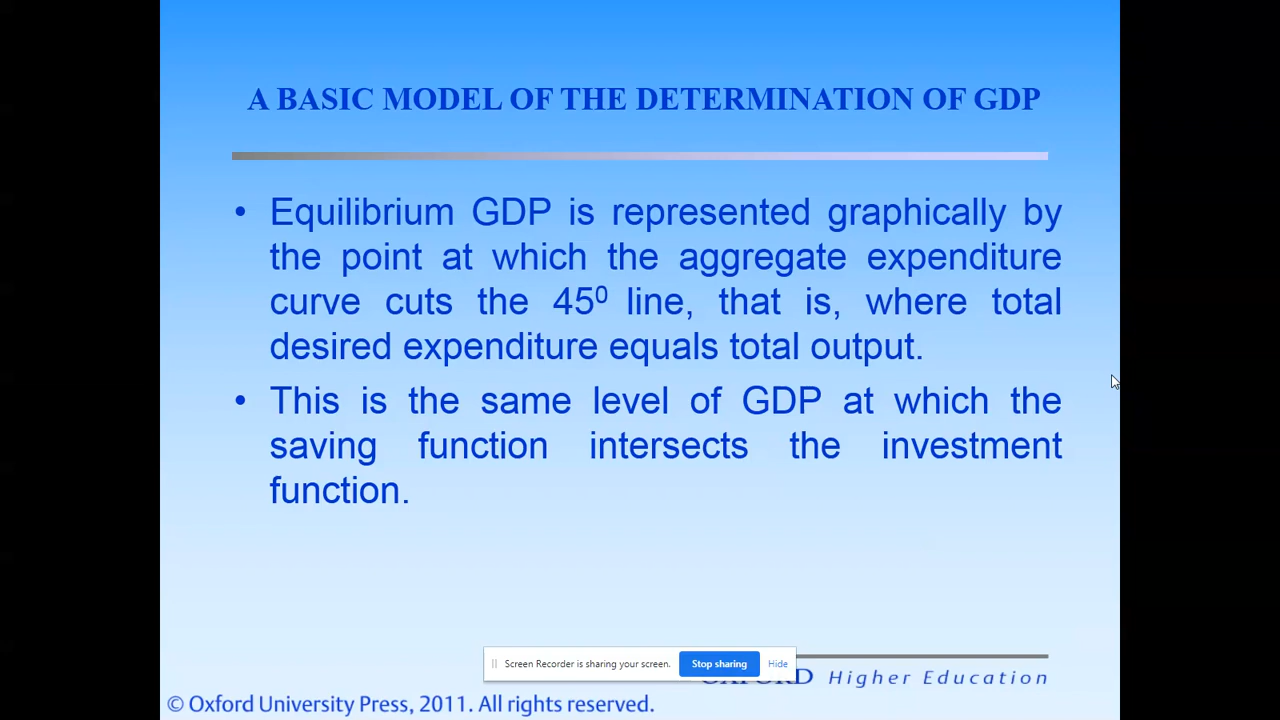 A BASIC MODEL OF THE DETERMINATION OF GDP
• Equilibrium GDP is represented graphically by
the point at which the aggregate expenditure
curve cuts the 45⁰ line, that is, where total
desired expenditure equals total output.
• This is the same level of GDP at which the
saving function intersects the investment
function.
Screen Recorder is sharing your screen. Stop sharing Hide
Higher Education
© Oxford University Press, 2011. All rights reserved.